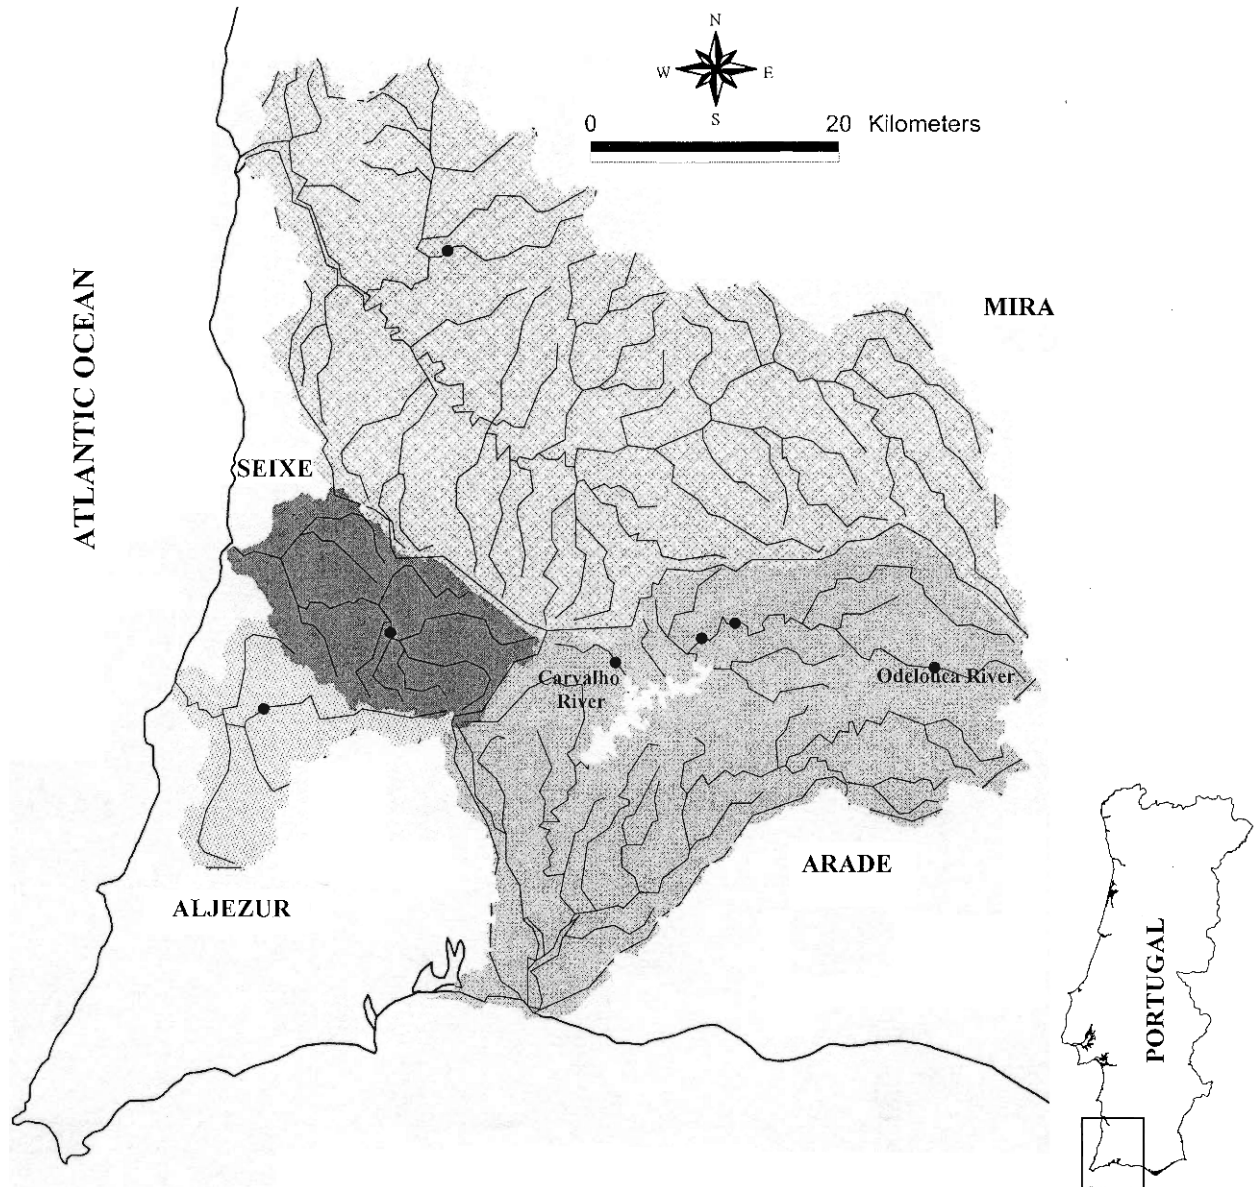 N
W E
S
0 20 Kilometers
MIRA
ATLANTIC OCEAN
SEIXE
Carvalho
River
Odelouca River
ARADE
ALJEZUR
PORTUGAL